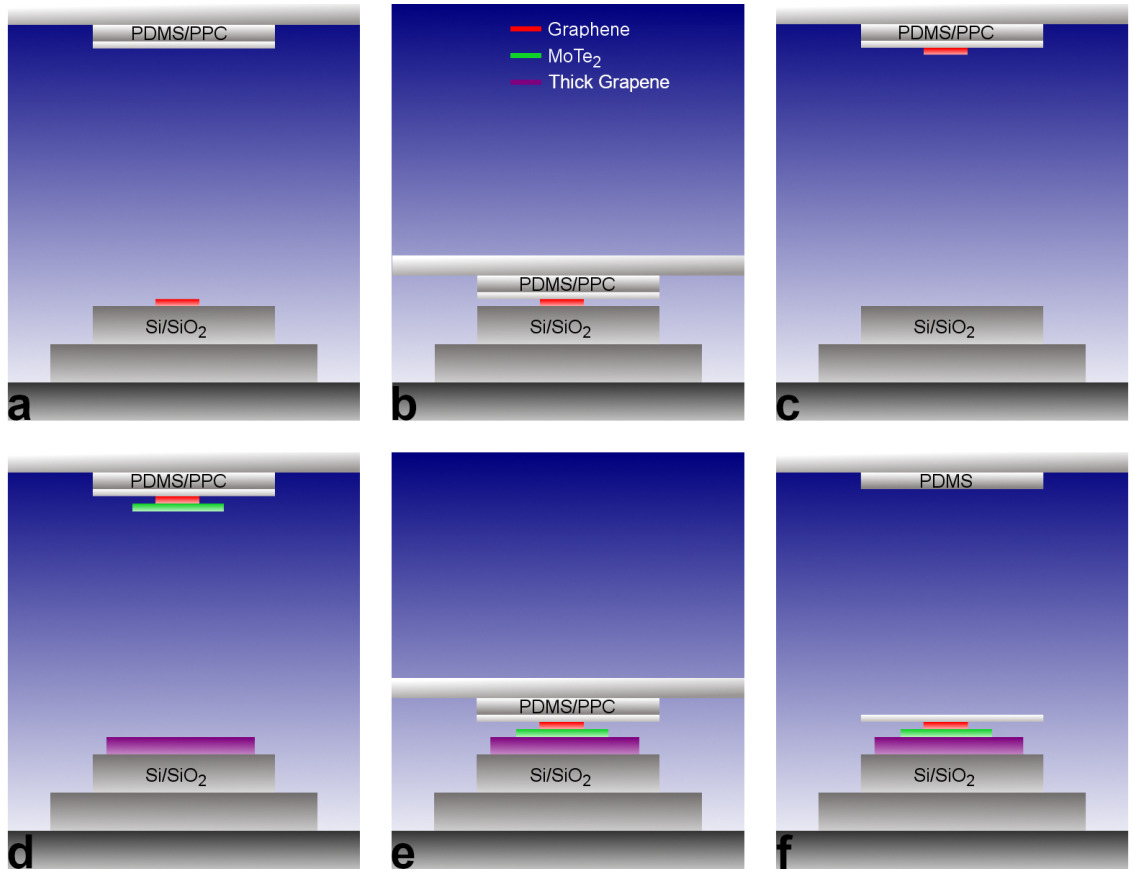 PDMS/PPC
Si/SiO₂
a
Graphene
MoTe₂
Thick Grapene
PDMS/PPC
Si/SiO₂
b
PDMS/PPC
Si/SiO₂
c
PDMS/PPC
Si/SiO₂
d
PDMS/PPC
Si/SiO₂
e
PDMS
Si/SiO₂
f